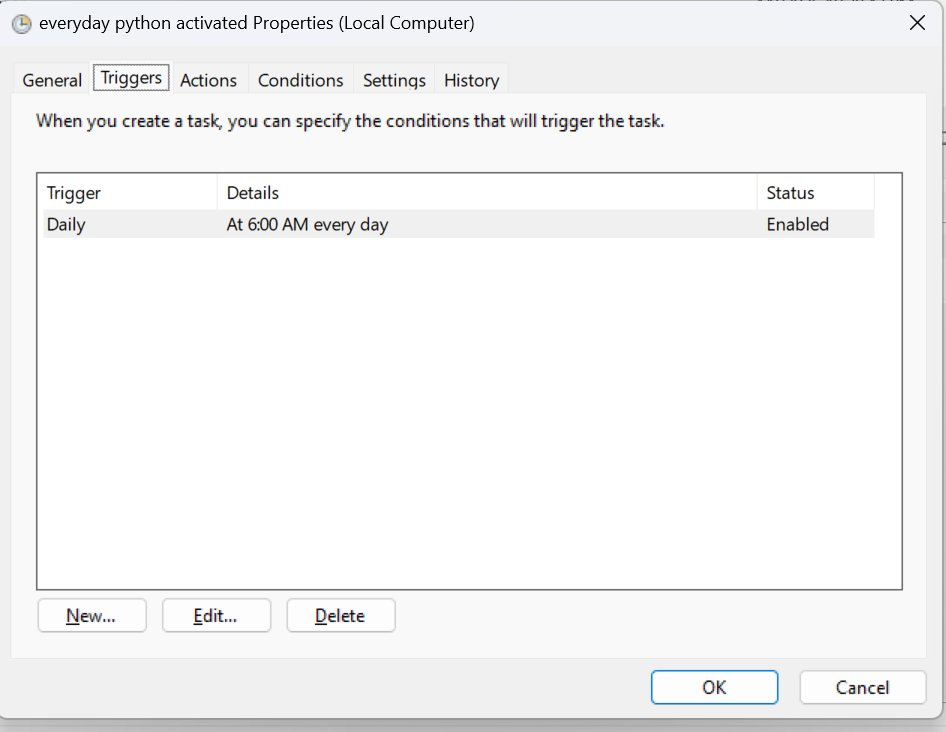 everyday python activated Properties (Local Computer)
General Triggers Actions Conditions Settings History
When you create a task, you can specify the conditions that will trigger the task.
Trigger Details Status
Daily At 6:00 AM every day Enabled
New... Edit... Delete
OK Cancel